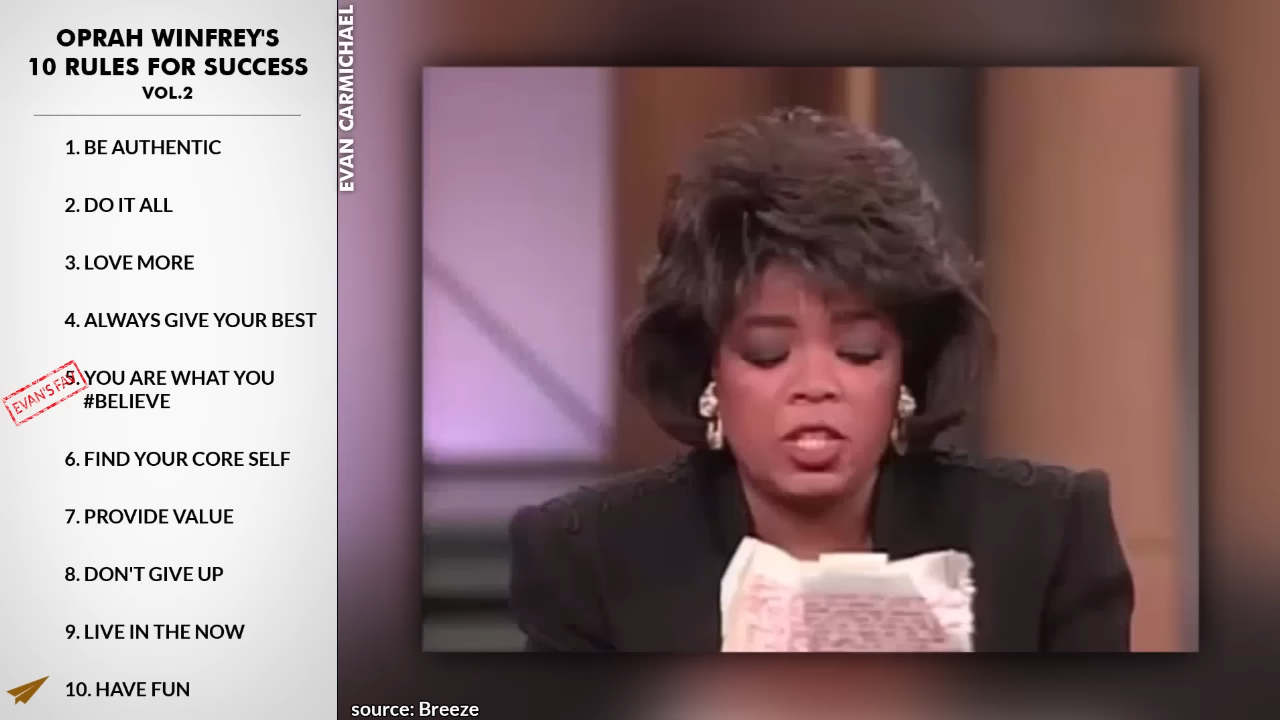 OPRAH WINFREY'S
10 RULES FOR SUCCESS
VOL.2
1. BE AUTHENTIC
2. DO IT ALL
3. LOVE MORE
4. ALWAYS GIVE YOUR BEST
EVAN'S
5. YOU ARE WHAT YOU
#BELIEVE
6. FIND YOUR CORE SELF
7. PROVIDE VALUE
8. DON'T GIVE UP
9. LIVE IN THE NOW
10. HAVE FUN
EVAN CARMICHAEL
source: Breeze